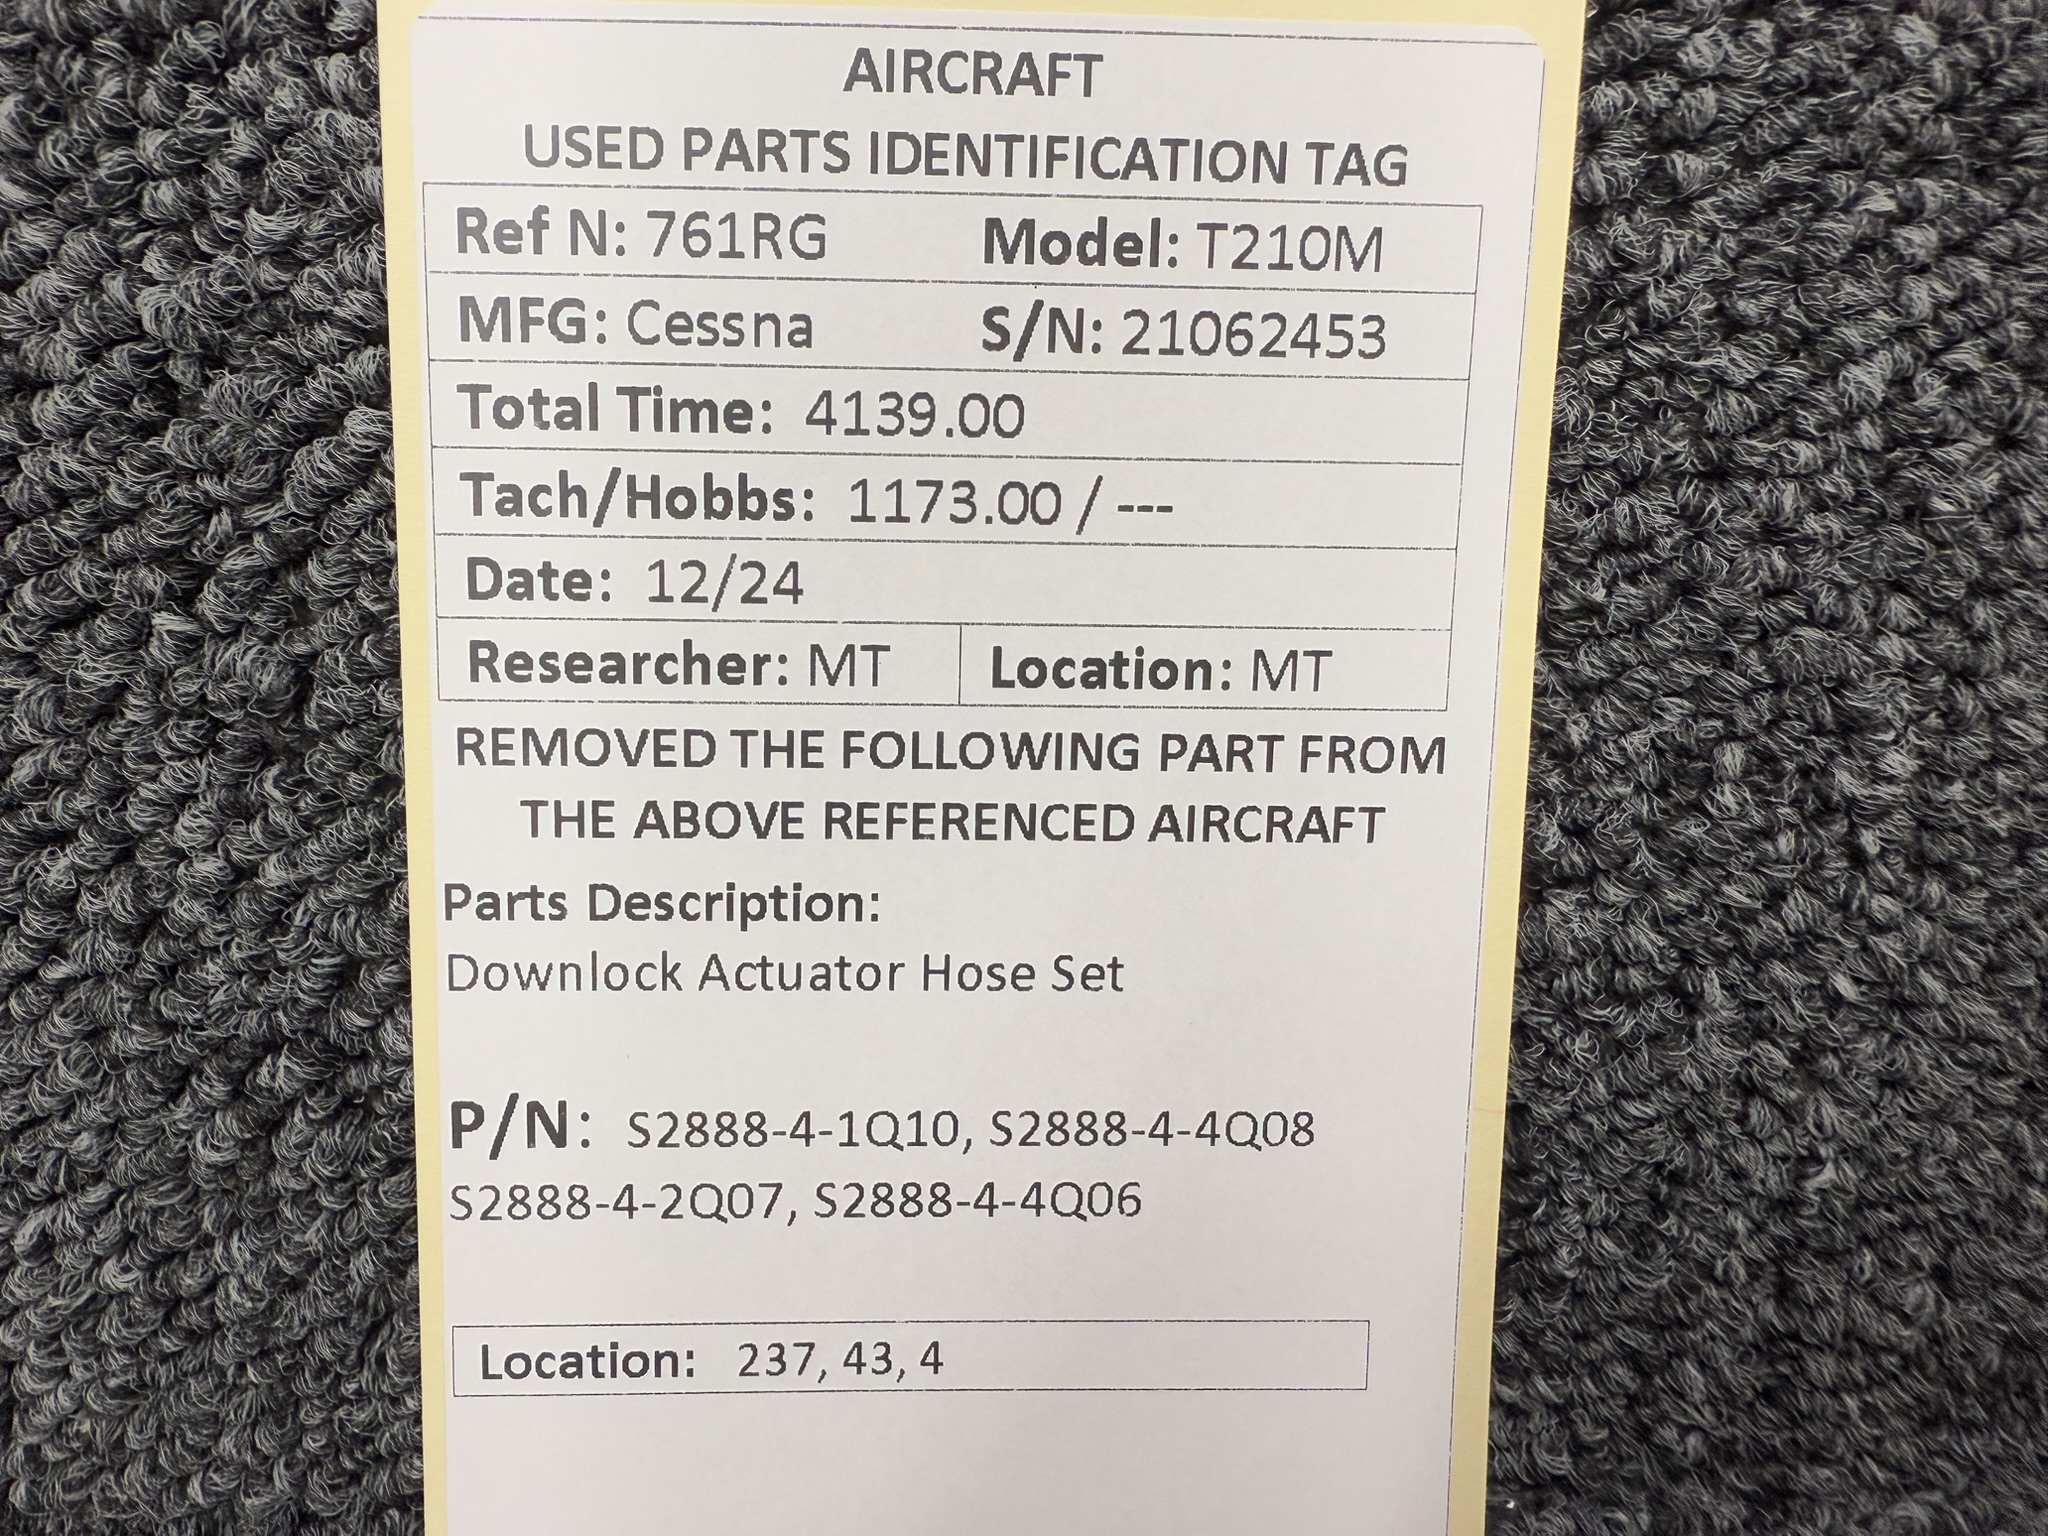 AIRCRAFT
USED PARTS IDENTIFICATION TAG
Ref N: 761RG Model: T210M
MFG: Cessna S/N: 21062453
Total Time: 4139.00
Tach/Hobbs: 1173.00 / ---
Date: 12/24
Researcher: MT Location: MT
REMOVED THE FOLLOWING PART FROM
THE ABOVE REFERENCED AIRCRAFT
Parts Description:
Downlock Actuator Hose Set
P/N: S2888-4-1Q10, S2888-4-4Q08
S2888-4-2Q07, S2888-4-4Q06
Location: 237, 43, 4